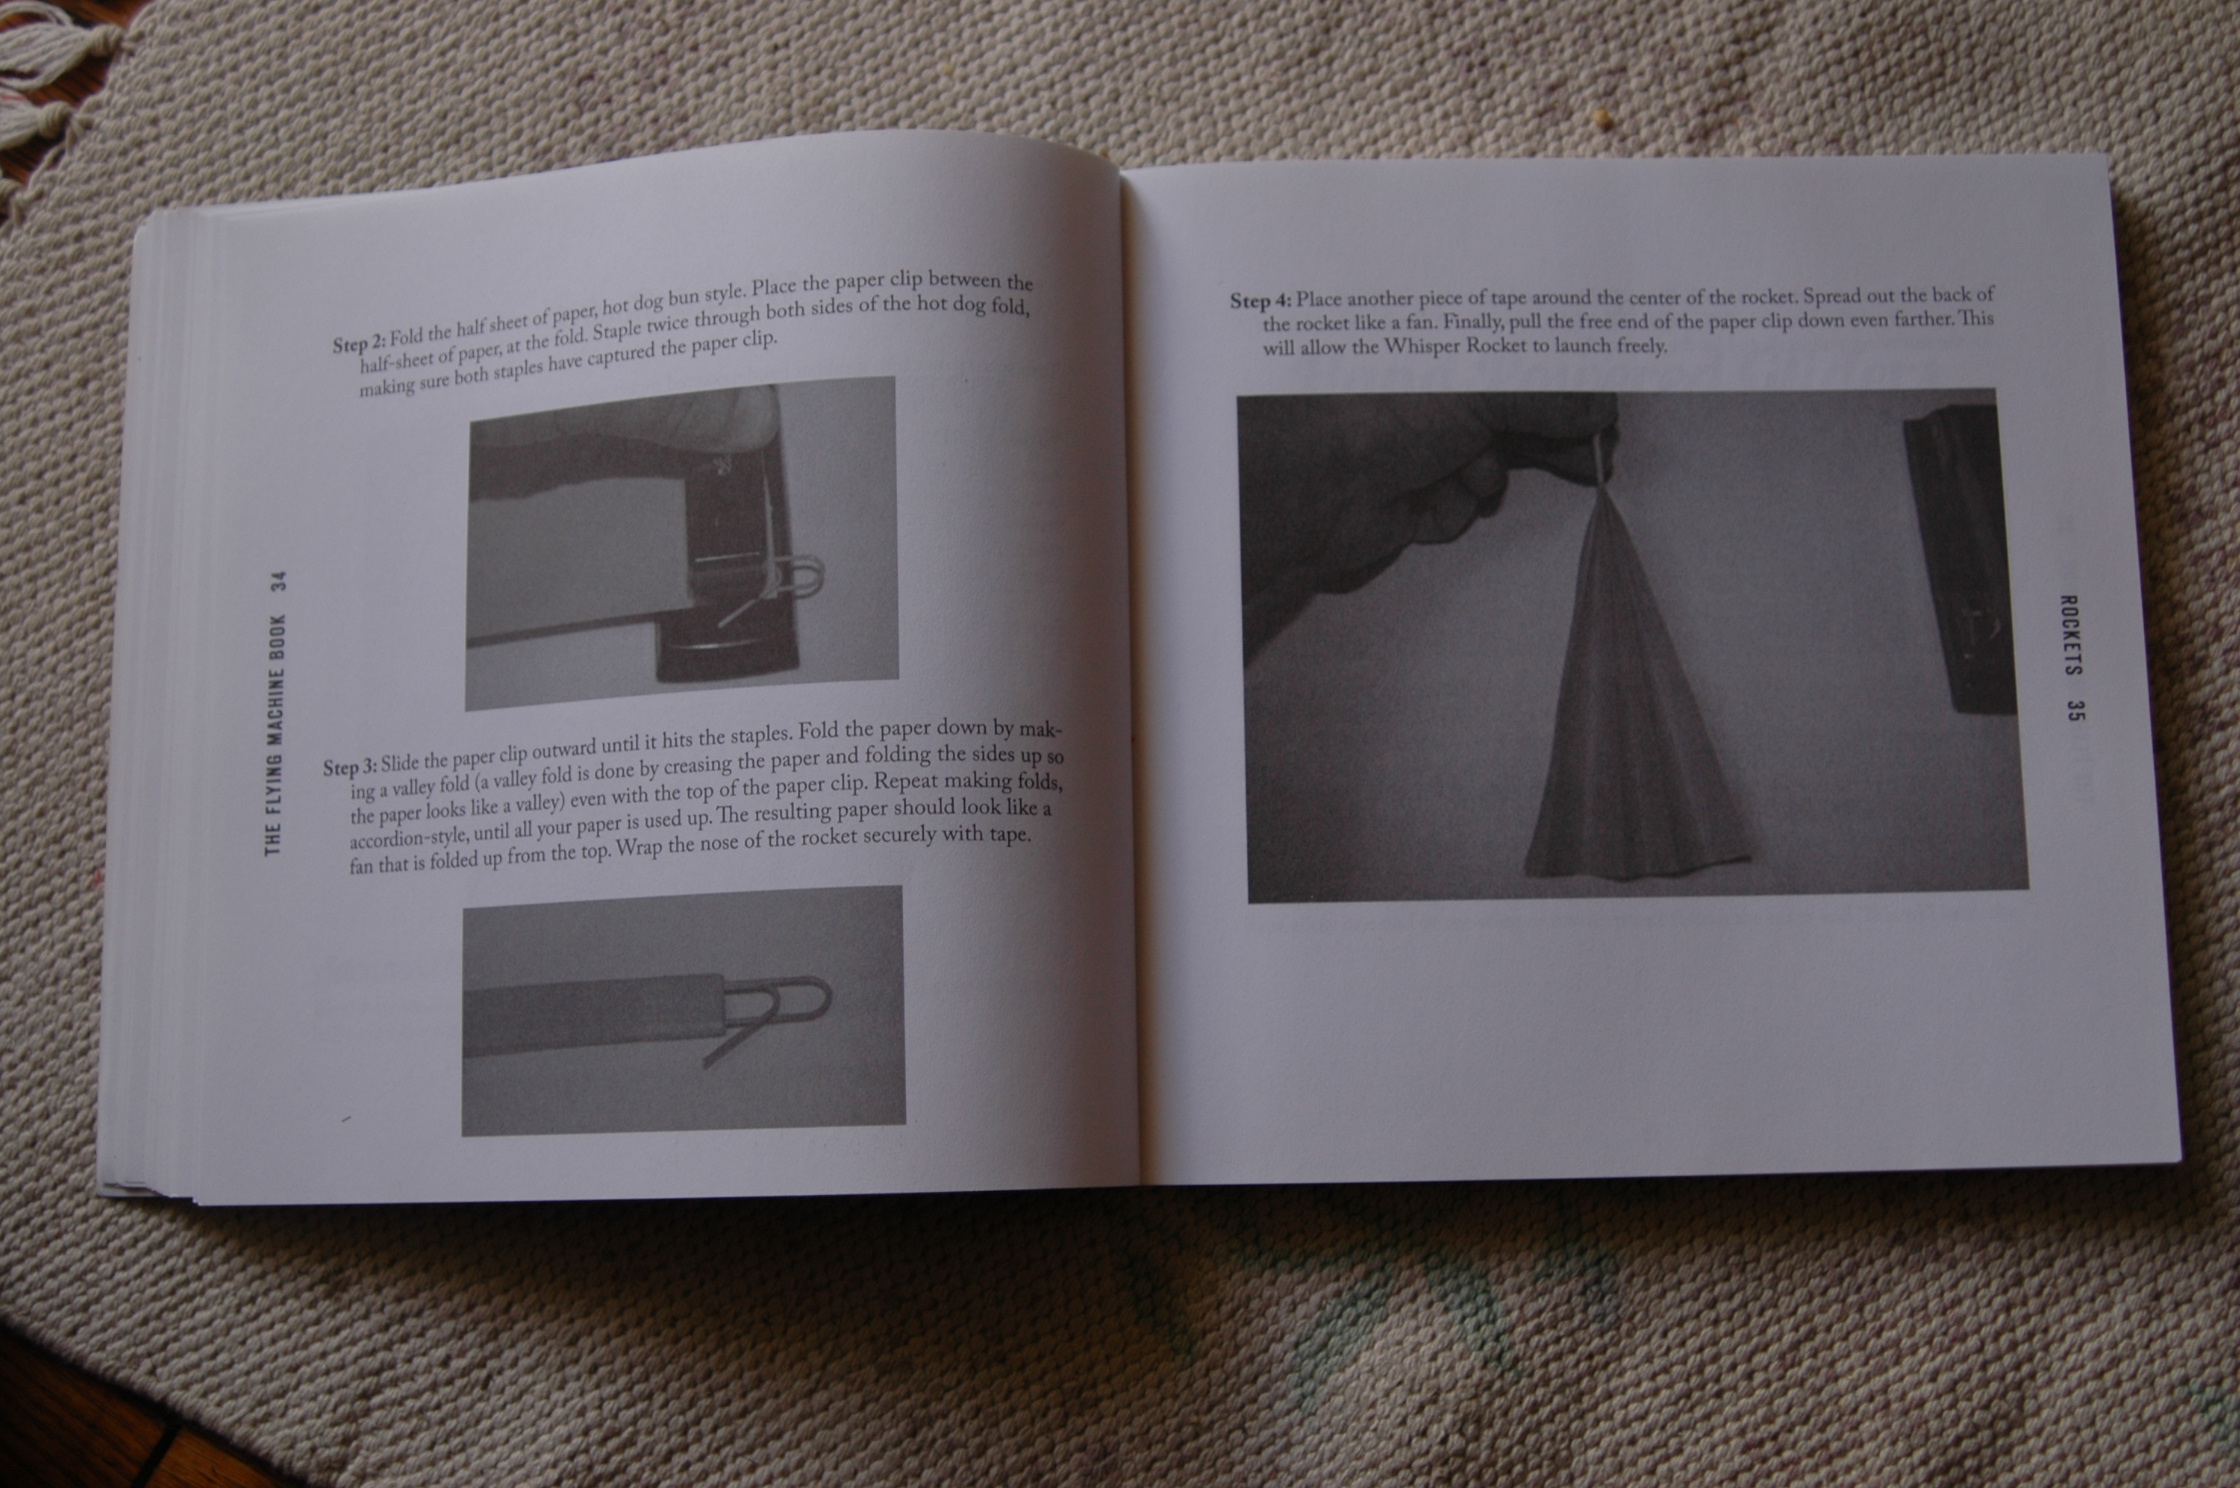 Step 2: Fold the half sheet of paper, hot dog bun style. Place the paper clip between the
half-sheet of paper, at the fold. Staple twice through both sides of the hot dog fold,
making sure both staples have captured the paper clip.
Step 3: Slide the paper clip outward until it hits the staples. Fold the paper down by mak-
ing a valley fold (a valley fold is done by creasing the paper and folding the sides up so
the paper looks like a valley) even with the top of the paper clip. Repeat making folds,
accordion-style, until all your paper is used up. The resulting paper should look like a
fan that is folded up from the top. Wrap the nose of the rocket securely with tape.
THE FLYING MACHINE BOOK 34
Step 4: Place another piece of tape around the center of the rocket. Spread out the back of
the rocket like a fan. Finally, pull the free end of the paper clip down even farther. This
will allow the Whisper Rocket to launch freely.
ROCKETS 35